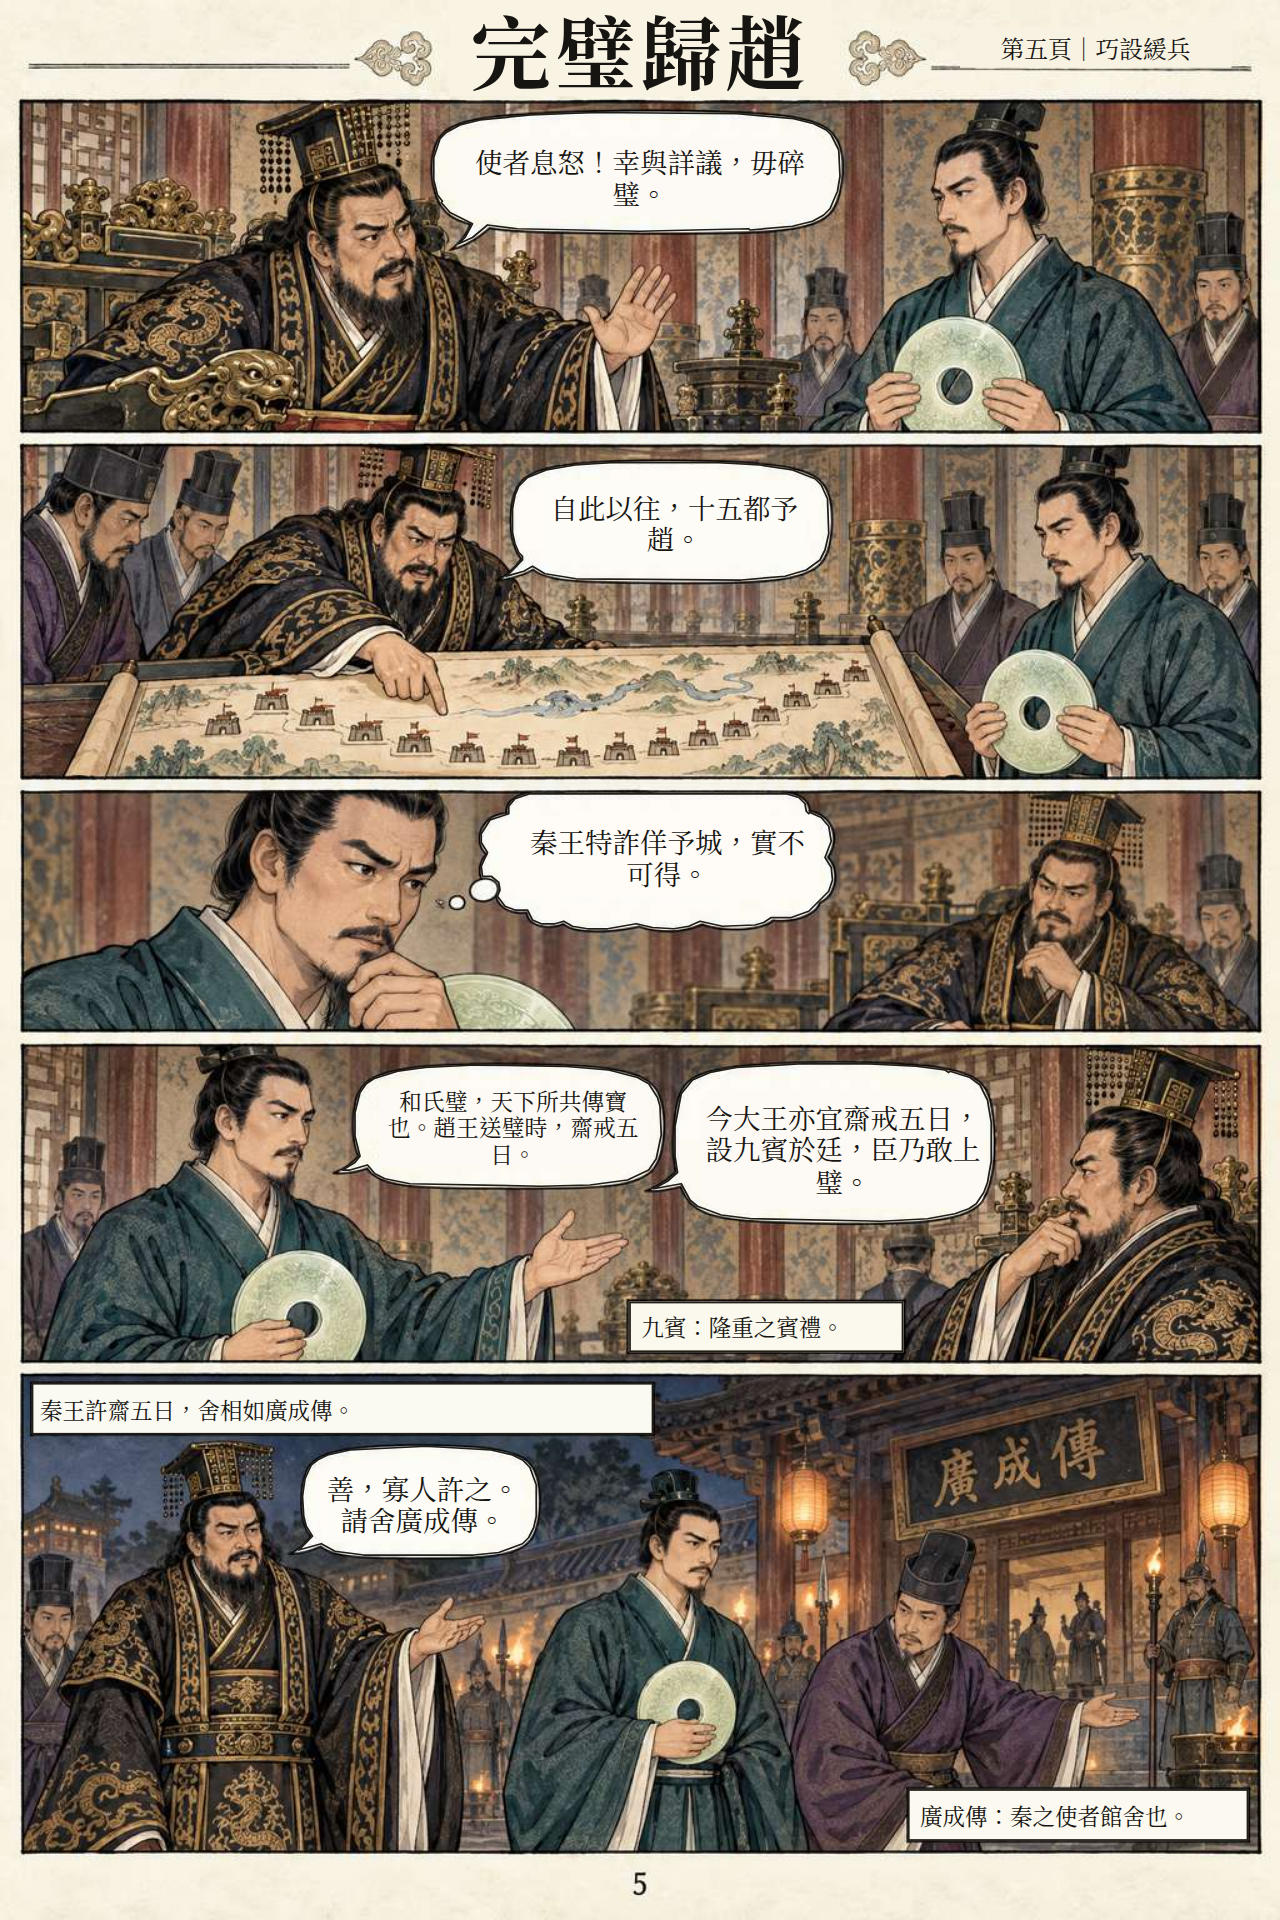 完璧歸趙
第五頁｜巧設緩兵
使者息怒！幸與詳議，毋碎
璧。
自此以往，十五都予
趙。
秦王特詐佯予城，實不
可得。
和氏璧，天下所共傳寶
也。趙王送璧時，齋戒五
日。
今大王亦宜齋戒五日，
設九賓於廷，臣乃敢上
璧。
九賓：隆重之賓禮。
秦王許齋五日，舍相如廣成傳。
善，寡人許之。
請舍廣成傳。
廣成傳
廣成傳：秦之使者館舍也。
5